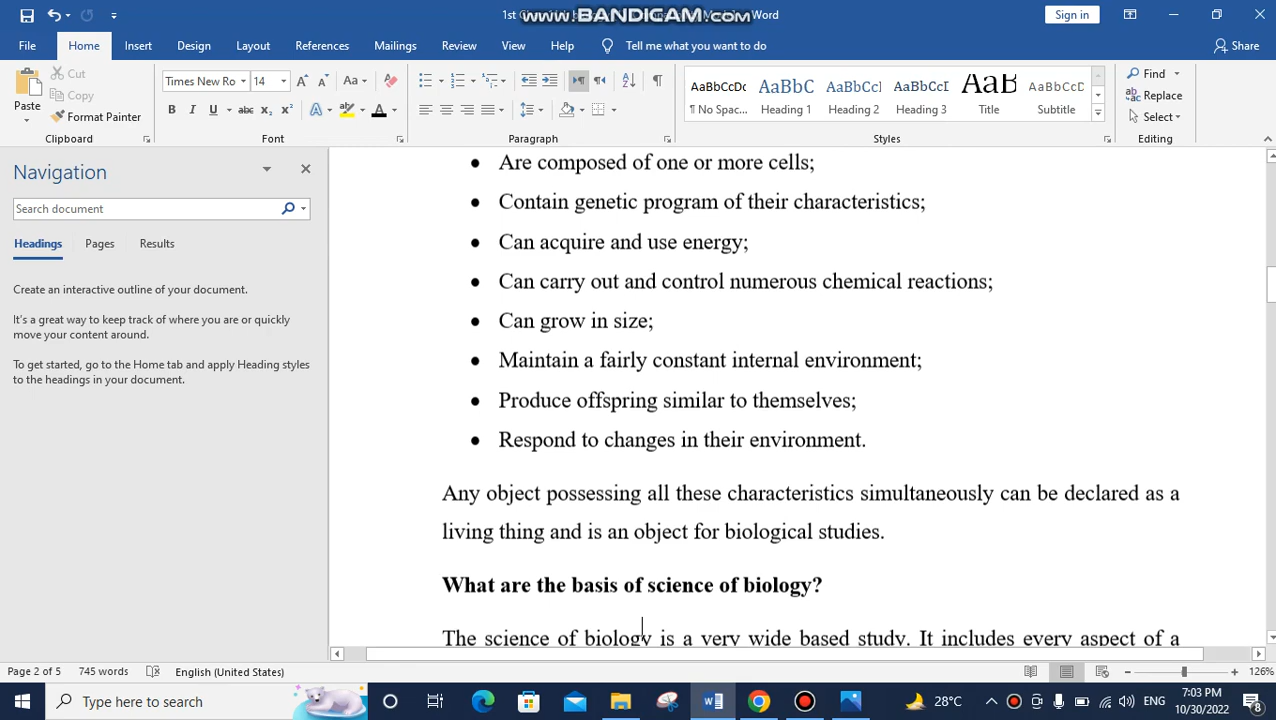 1st
www.BANDICAM.com
Word
Sign in
File
Home
Insert
Design
Layout
References
Mailings
Review
View
Help
Tell me what you want to do
Share
Paste
Cut
Copy
Format Painter
Clipboard
Times New Ro
14
Aa
B I U abc x₂ x² A A
Font
Paragraph
AaBbCcDc AaBbC AaBbCcI AaBbCcI AaB AaBbCcD
¶ No Spac... Heading 1 Heading 2 Heading 3 Title Subtitle
Styles
Find
Replace
Select
Editing
Navigation
Search document
Headings Pages Results
Create an interactive outline of your document.
It's a great way to keep track of where you are or quickly
move your content around.
To get started, go to the Home tab and apply Heading styles
to the headings in your document.
• Are composed of one or more cells;
• Contain genetic program of their characteristics;
• Can acquire and use energy;
• Can carry out and control numerous chemical reactions;
• Can grow in size;
• Maintain a fairly constant internal environment;
• Produce offspring similar to themselves;
• Respond to changes in their environment.
Any object possessing all these characteristics simultaneously can be declared as a
living thing and is an object for biological studies.
What are the basis of science of biology?
The science of biology is a very wide based study. It includes every aspect of a
Page 2 of 5
745 words
English (United States)
126%
Type here to search
28°C
ENG
7:03 PM
10/30/2022
8